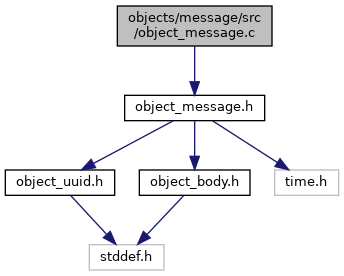 objects/message/src
/object_message.c
object_message.h
object_uuid.h
object_body.h
time.h
stddef.h